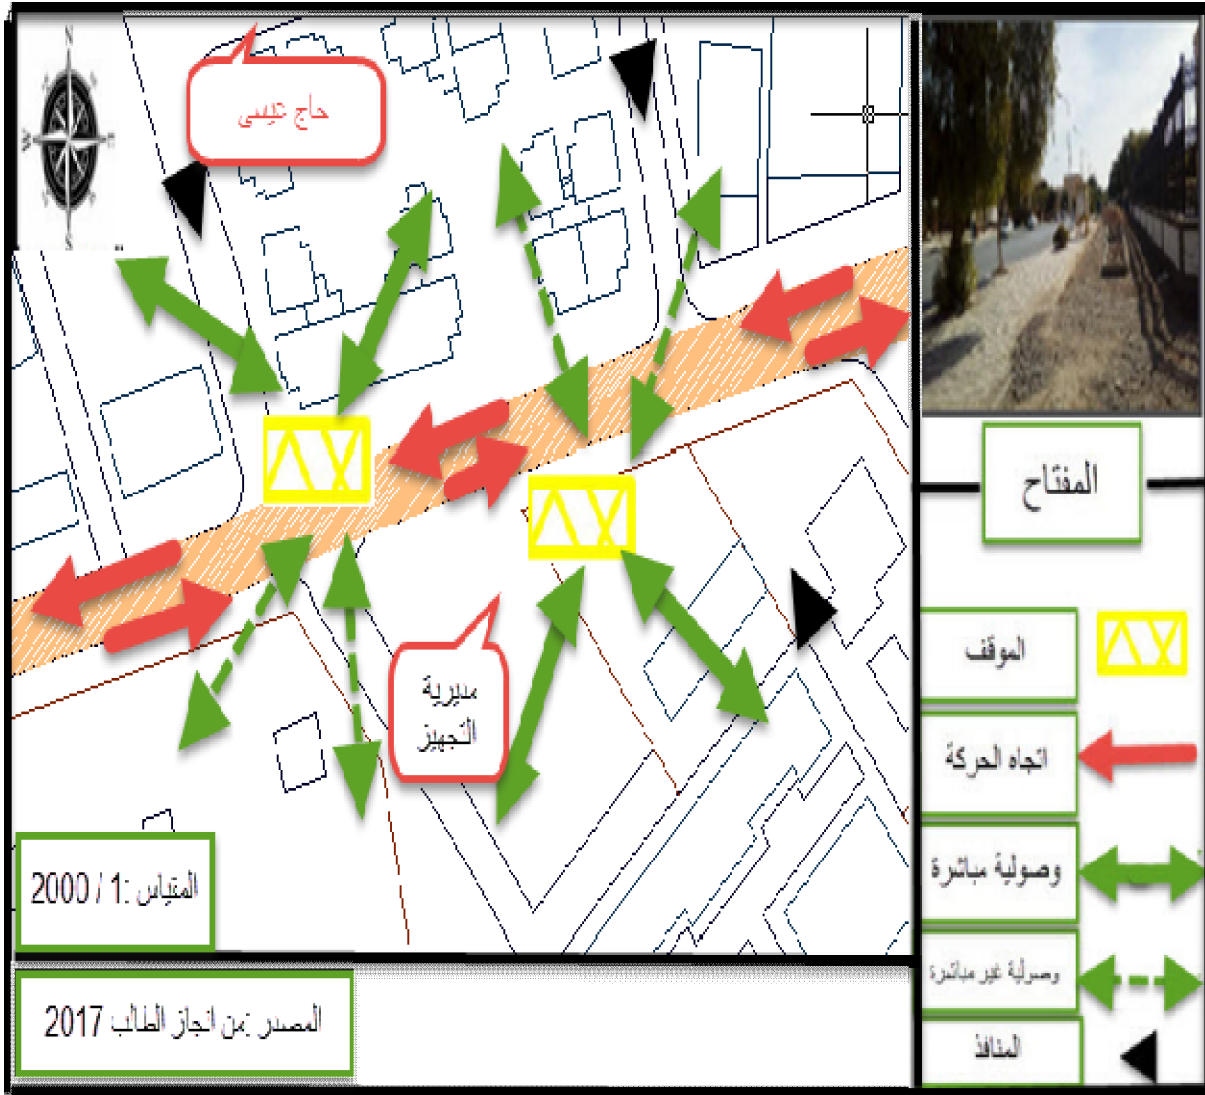 N
S
حاج عيسى
مديرية
التجهيز
المفتاح
الموقف
اتجاه الحركة
وصولية مباشرة
وصولية غير مباشرة
المنافذ
المقياس :1 / 2000
المصدر :من انجاز الطالب 2017